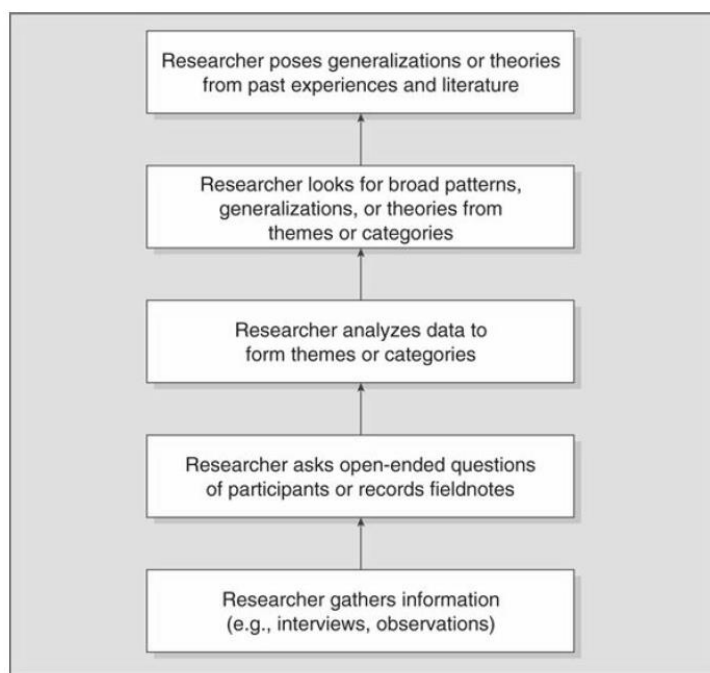 Researcher poses generalizations or theories
from past experiences and literature
Researcher looks for broad patterns,
generalizations, or theories from
themes or categories
Researcher analyzes data to
form themes or categories
Researcher asks open-ended questions
of participants or records fieldnotes
Researcher gathers information
(e.g., interviews, observations)